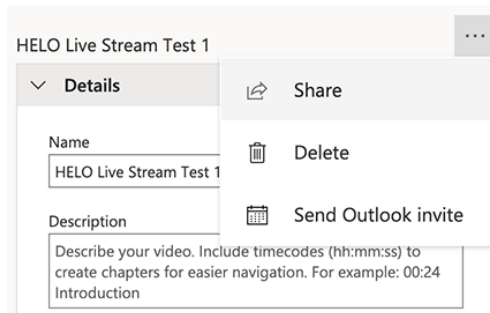 HELO Live Stream Test 1
...
Details
Share
Name
HELO Live Stream Test 1
Delete
Description
Send Outlook invite
Describe your video. Include timecodes (hh:mm:ss) to
create chapters for easier navigation. For example: 00:24
Introduction